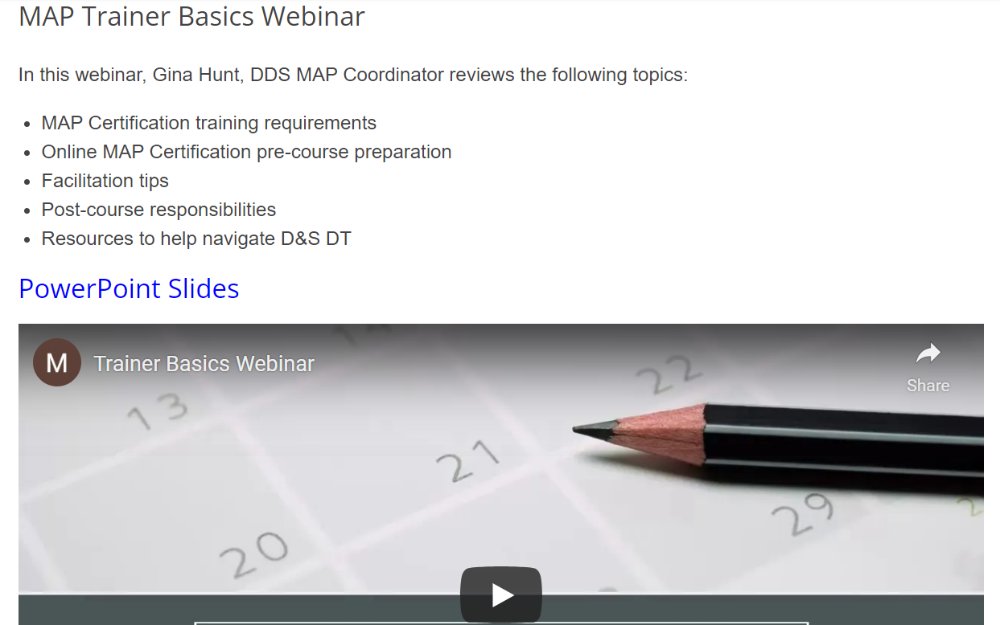 MAP Trainer Basics Webinar
In this webinar, Gina Hunt, DDS MAP Coordinator reviews the following topics:
• MAP Certification training requirements
• Online MAP Certification pre-course preparation
• Facilitation tips
• Post-course responsibilities
• Resources to help navigate D&S DT
PowerPoint Slides
M Trainer Basics Webinar
Share
14
13
22
21
29
20